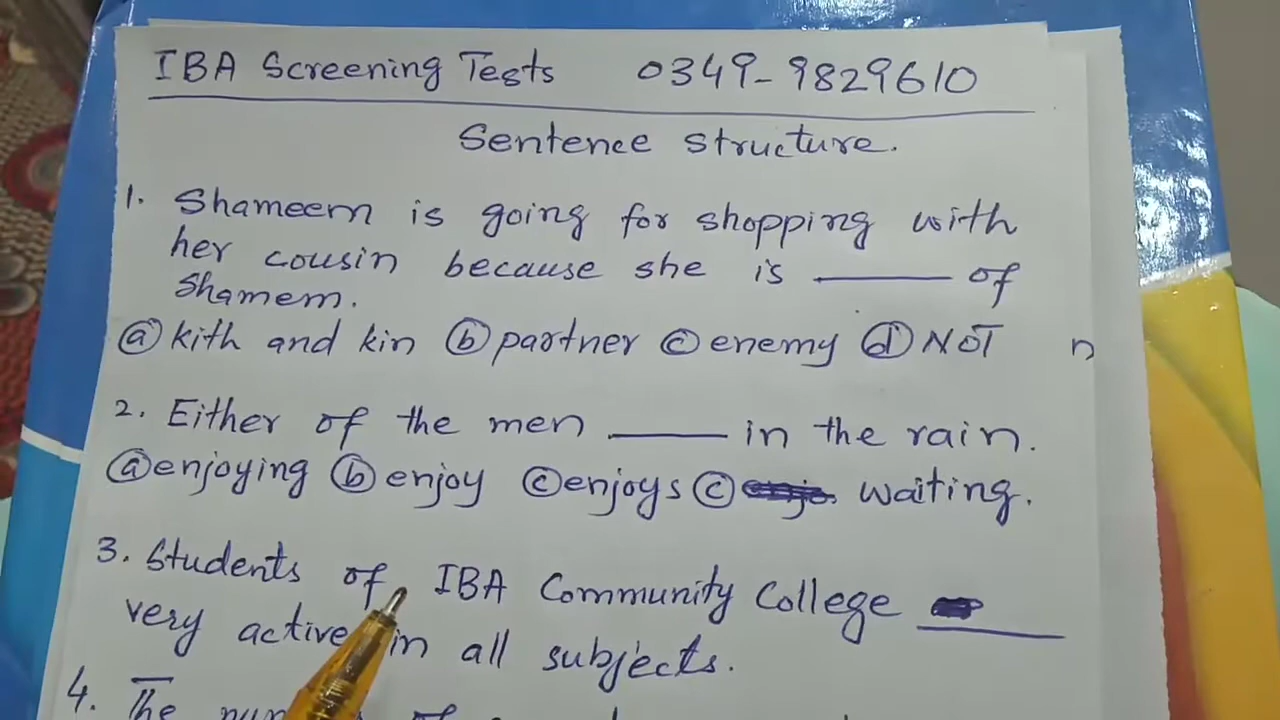 IBA Screening Tests 0349-9829610
Sentence structure.
1. Shameem is going for shopping with
her cousin because she is ______ of
Shamem.
ⓐ kith and kin ⓑ partner ⓒ enemy ⓓ NOT n
2. Either of the men ______ in the rain.
ⓐ enjoying ⓑ enjoy ⓒ enjoys ⓒ waiting.
3. Students of IBA Community College ______
very active in all subjects.
4. The of